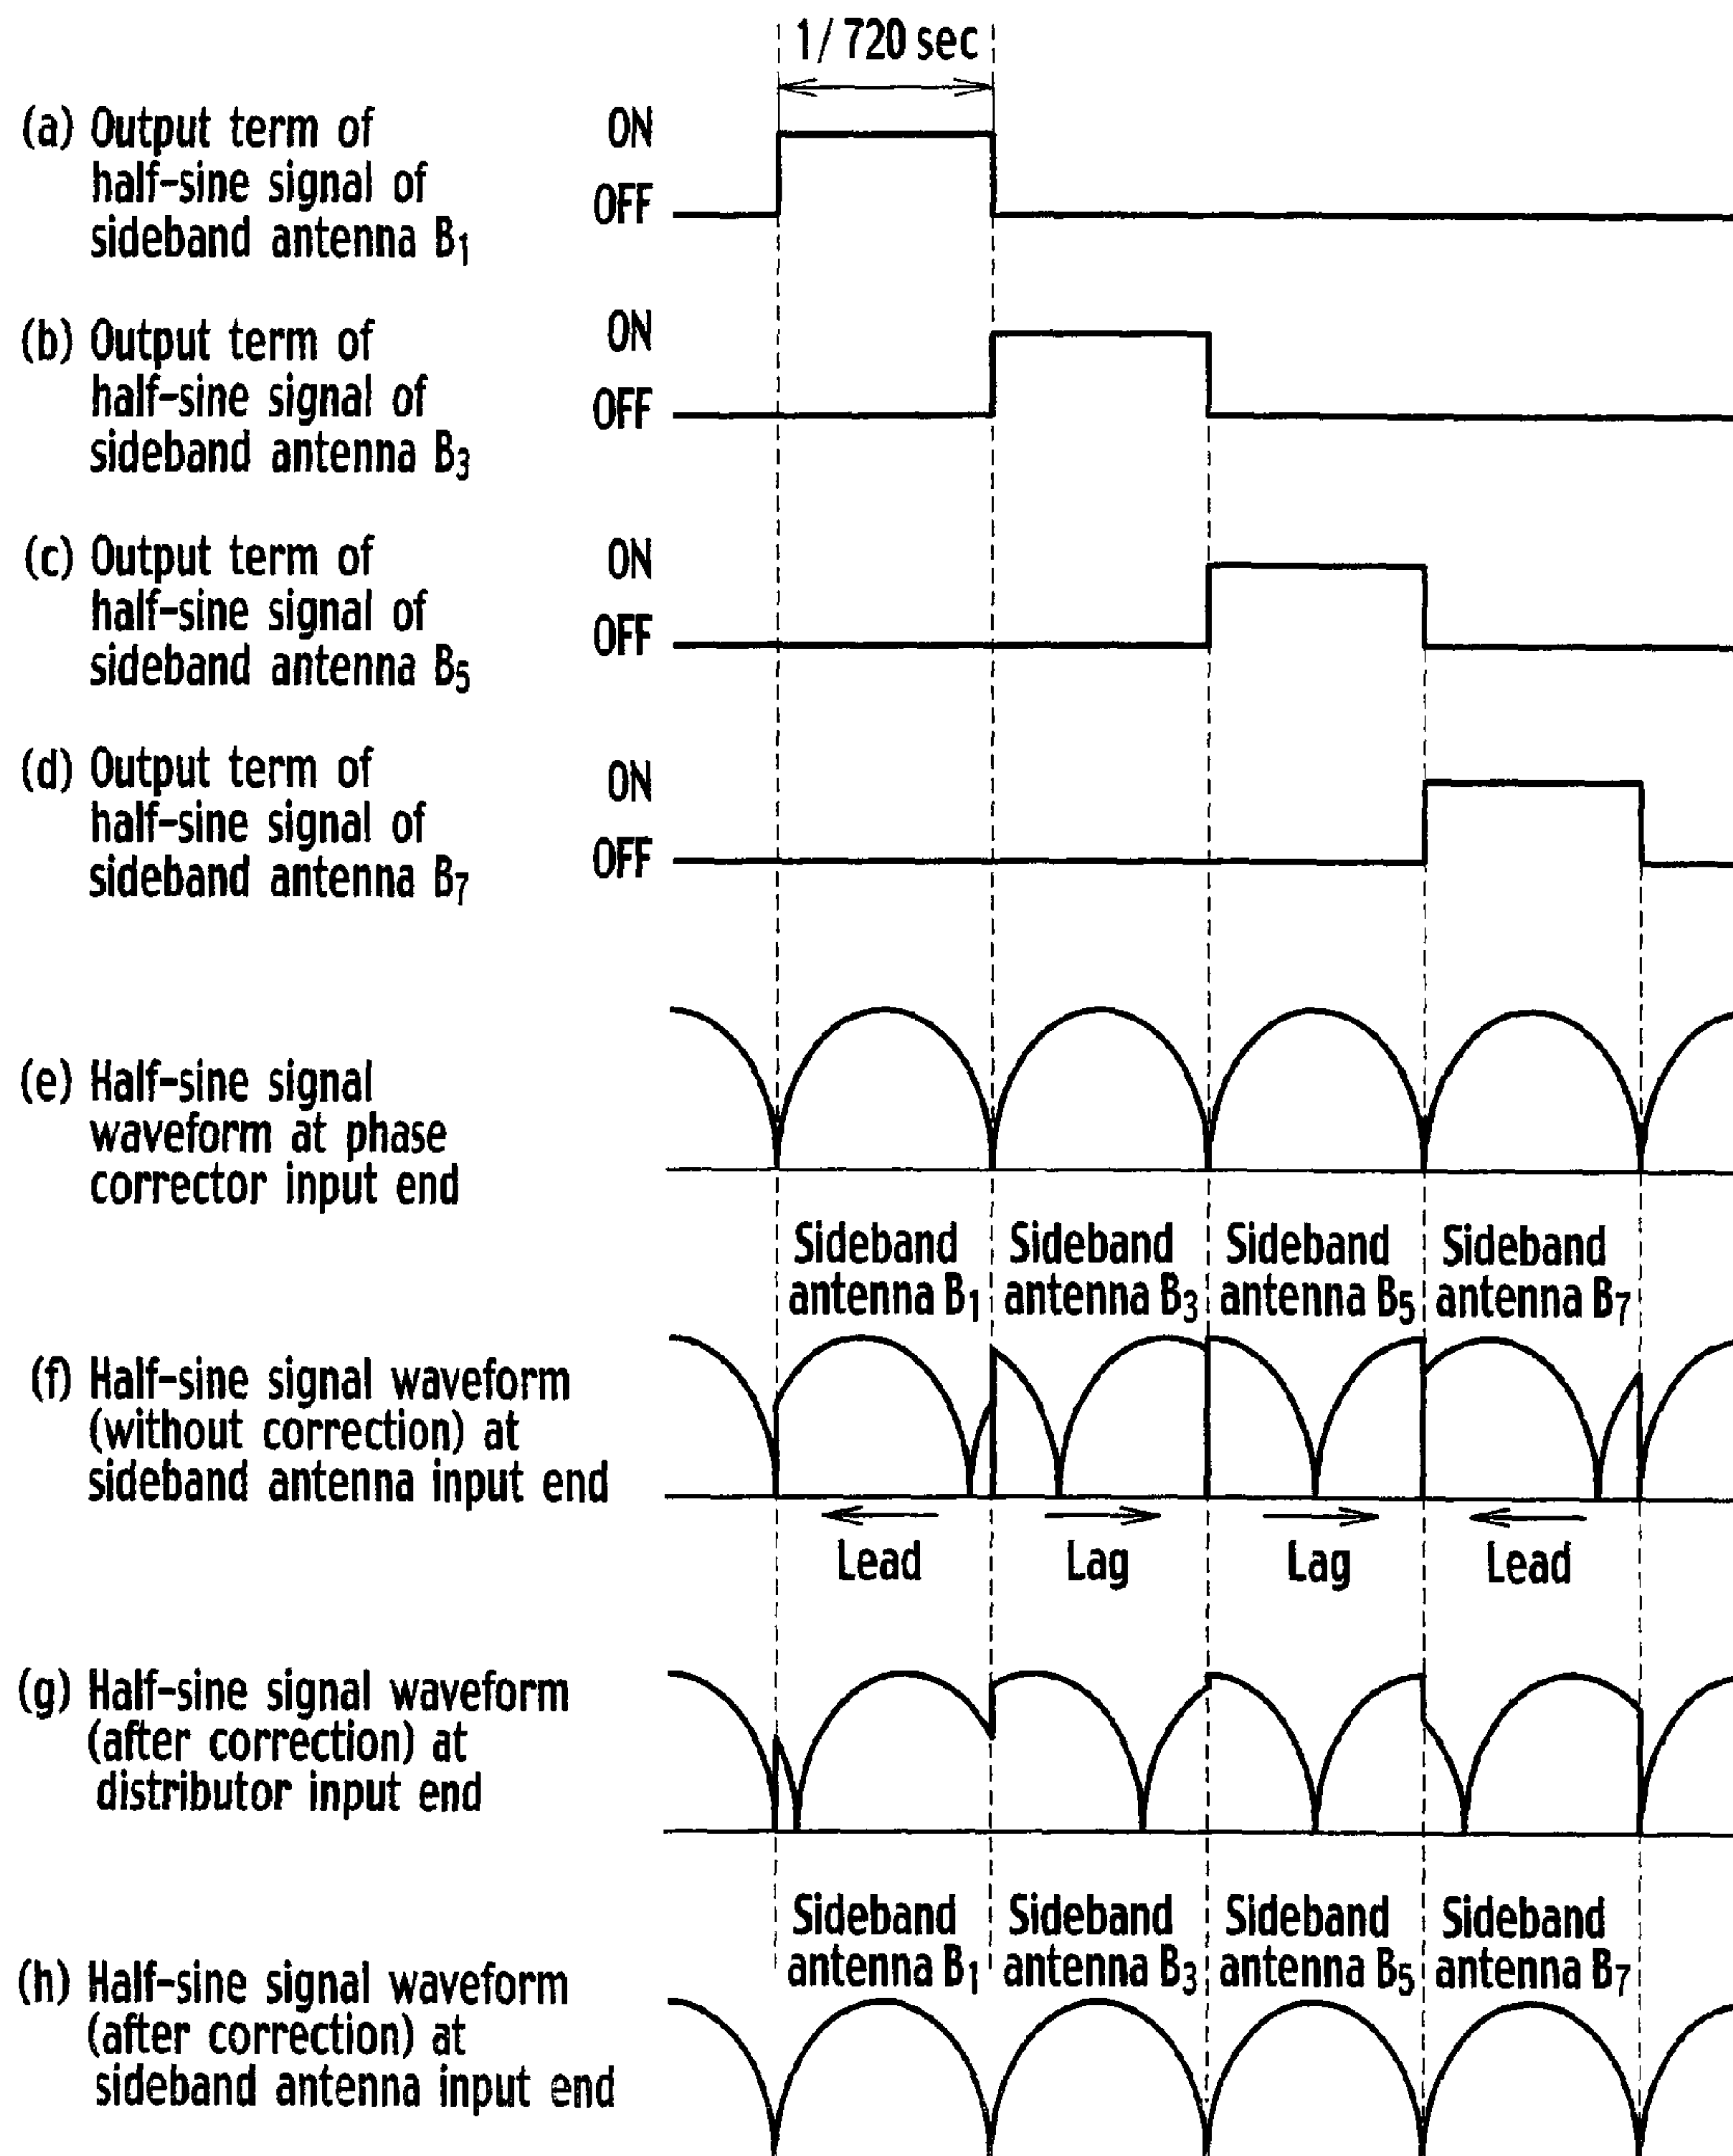 1/720 sec
(a) Output term of
half-sine signal of
sideband antenna B₁
ON
OFF
(b) Output term of
half-sine signal of
sideband antenna B₃
ON
OFF
(c) Output term of
half-sine signal of
sideband antenna B₅
ON
OFF
(d) Output term of
half-sine signal of
sideband antenna B₇
ON
OFF
(e) Half-sine signal
waveform at phase
corrector input end
Sideband
antenna B₁
Sideband
antenna B₃
Sideband
antenna B₅
Sideband
antenna B₇
(f) Half-sine signal waveform
(without correction) at
sideband antenna input end
Lead
Lag
Lag
Lead
(g) Half-sine signal waveform
(after correction) at
distributor input end
Sideband
antenna B₁
Sideband
antenna B₃
Sideband
antenna B₅
Sideband
antenna B₇
(h) Half-sine signal waveform
(after correction) at
sideband antenna input end